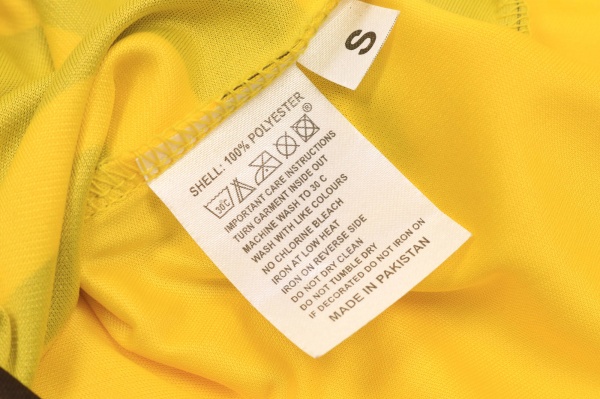 S
SHELL: 100% POLYESTER
®
30°C
IMPORTANT CARE INSTRUCTIONS
TURN GARMENT INSIDE OUT
MACHINE WASH TO 30 C
WASH WITH LIKE COLOURS
NO CHLORINE BLEACH
IRON AT LOW HEAT
IRON ON REVERSE SIDE
DO NOT DRY CLEAN
DO NOT TUMBLE DRY
IF DECORATED DO NOT IRON ON
MADE IN PAKISTAN